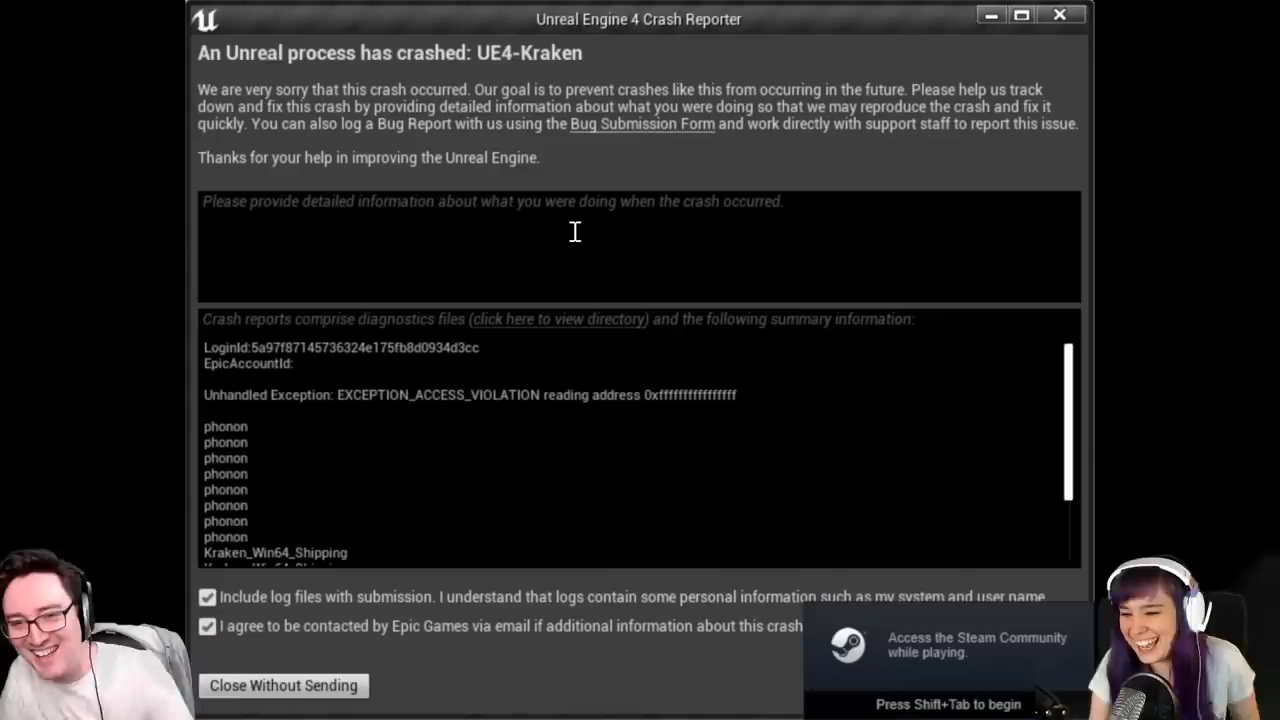 Unreal Engine 4 Crash Reporter
An Unreal process has crashed: UE4-Kraken
We are very sorry that this crash occurred. Our goal is to prevent crashes like this from occurring in the future. Please help us track
down and fix this crash by providing detailed information about what you were doing so that we may reproduce the crash and fix it
quickly. You can also log a Bug Report with us using the Bug Submission Form and work directly with support staff to report this issue.
Thanks for your help in improving the Unreal Engine.
Please provide detailed information about what you were doing when the crash occurred.
Crash reports comprise diagnostics files (click here to view directory) and the following summary information:
LoginId:5a97f87145736324e175fb8d0934d3cc
EpicAccountId:
Unhandled Exception: EXCEPTION_ACCESS_VIOLATION reading address 0xffffffffffffffff
phonon
phonon
phonon
phonon
phonon
phonon
phonon
phonon
Kraken_Win64_Shipping
Include log files with submission. I understand that logs contain some personal information such as my system and user name.
I agree to be contacted by Epic Games via email if additional information about this crash
Access the Steam Community
while playing.
Close Without Sending
Press Shift+Tab to begin